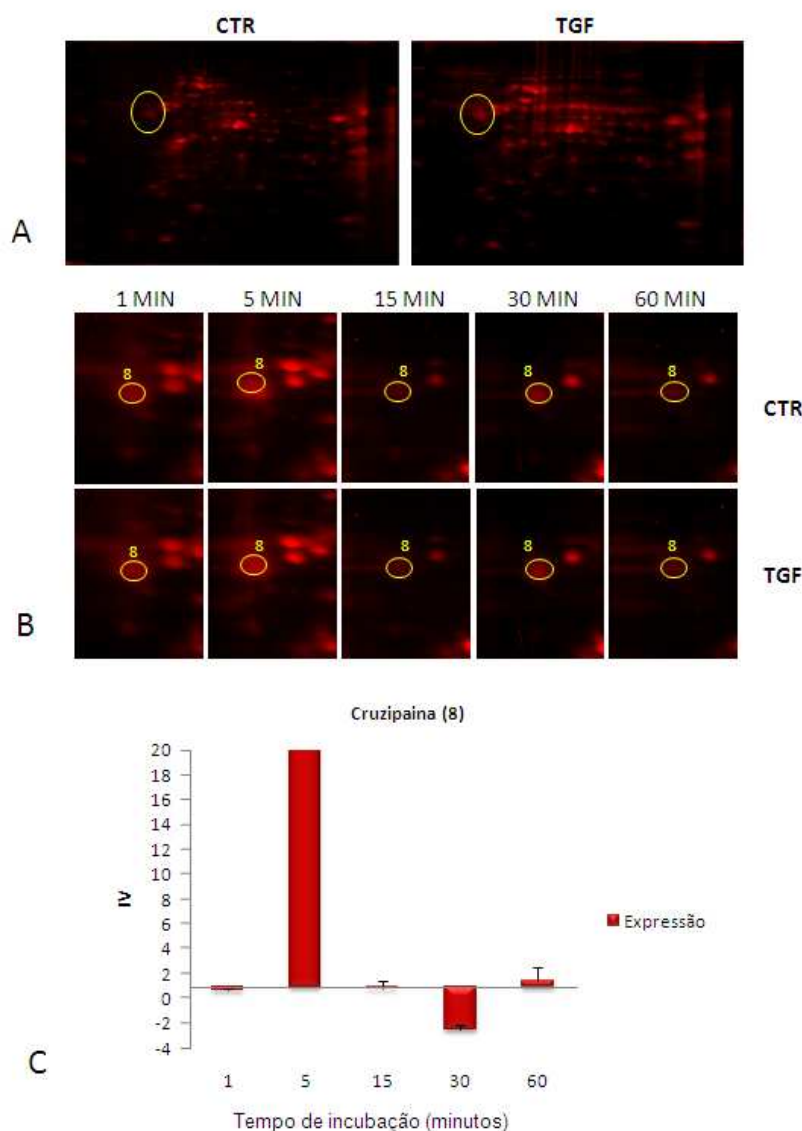 CTR TGF
A
1 MIN 5 MIN 15 MIN 30 MIN 60 MIN
8 8 8 8 8
CTR
8 8 8 8 8
TGF
B
Cruzipaina (8)
20
18
16
14
12
10
8
6
4
2
0
-2
-4
IV
Expressão
C
1 5 15 30 60
Tempo de incubação (minutos)